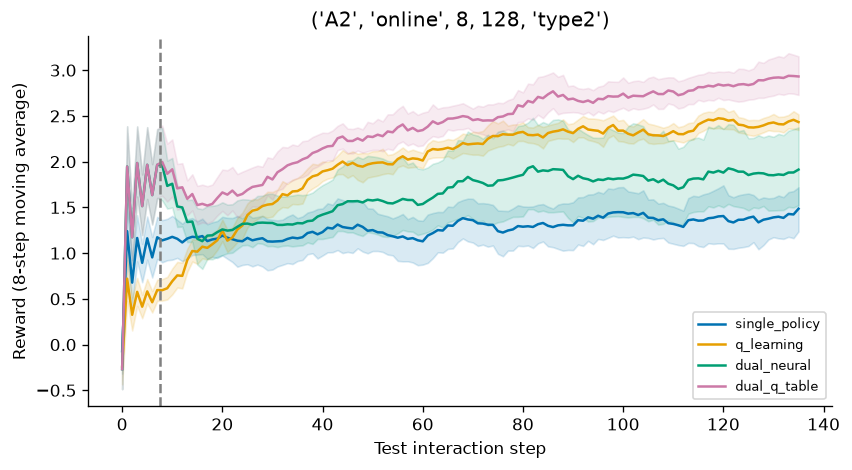 ('A2', 'online', 8, 128, 'type2')
Reward (8-step moving average)
3.0
2.5
2.0
1.5
1.0
0.5
0.0
−0.5
0 20 40 60 80 100 120 140
Test interaction step
single_policy
q_learning
dual_neural
dual_q_table